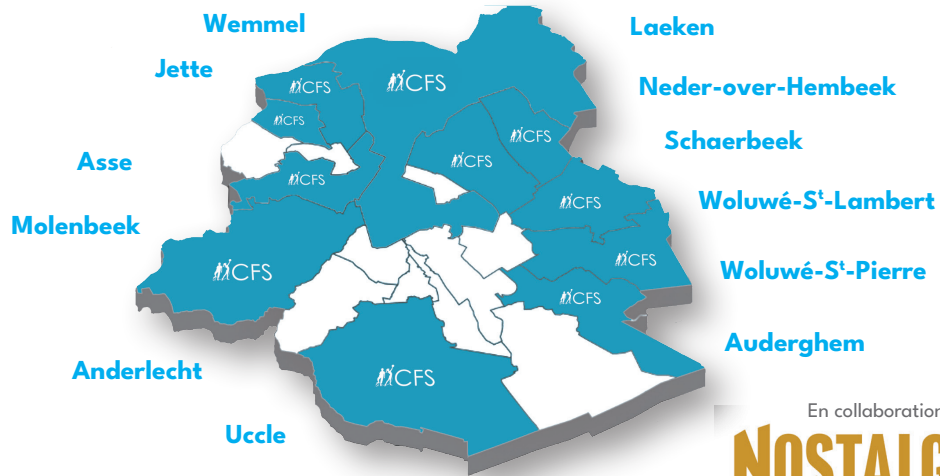 Wemmel
Laeken
Jette
Neder-over-Hembeek
Schaerbeek
Asse
Woluwé-Sᵗ-Lambert
Molenbeek
Woluwé-Sᵗ-Pierre
Auderghem
Anderlecht
Uccle
CFS
CFS
CFS
CFS
CFS
CFS
CFS
CFS
CFS
CFS
CFS
En collaboration
NOSTALG